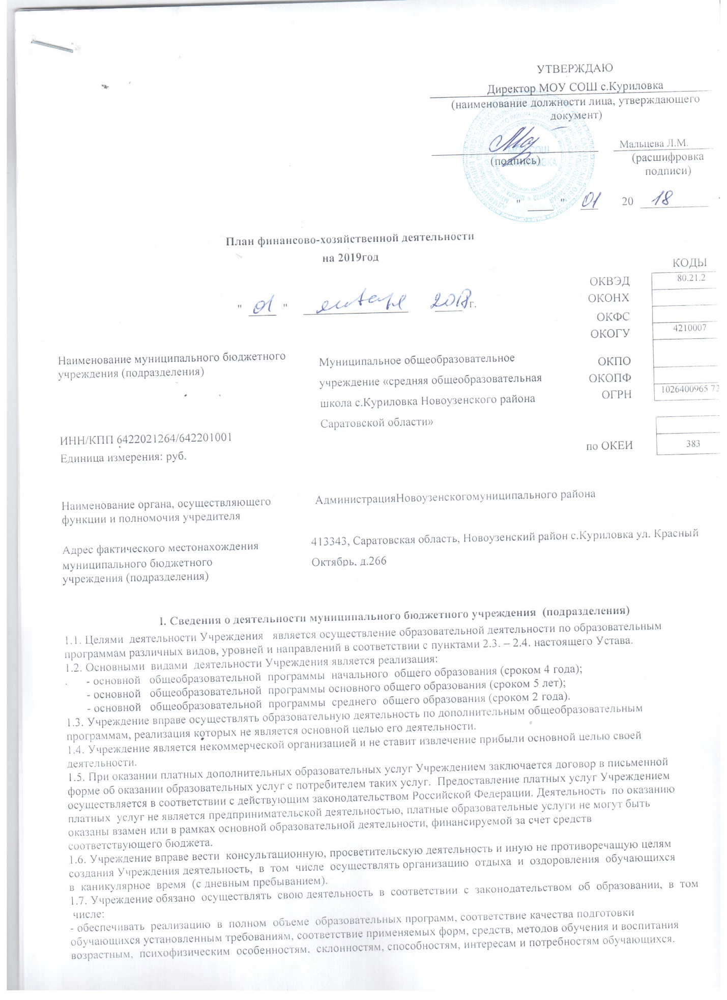 УТВЕРЖДАЮ
Директор МОУ СОШ с.Куриловка
(наименование должности лица, утверждающего
документ)
Мальцева Л.М.
(подпись)
(расшифровка
подписи)
" " 01 20 18
План финансово-хозяйственной деятельности
на 2019год
КОДЫ
ОКВЭД 80.21.2
ОКОНХ
" 01 " января 2018 г.
ОКФС
ОКОГУ 4210007
Наименование муниципального бюджетного
учреждения (подразделения)
Муниципальное общеобразовательное
учреждение «средняя общеобразовательная
школа с.Куриловка Новоузенского района
Саратовской области»
ОКПО
ОКОПФ
ОГРН 1026400965 72
ИНН/КПП 6422021264/642201001
Единица измерения: руб.
по ОКЕИ 383
Наименование органа, осуществляющего
функции и полномочия учредителя
АдминистрацияНовоузенскогомуниципального района
Адрес фактического местонахождения
муниципального бюджетного
учреждения (подразделения)
413343, Саратовская область, Новоузенский район с.Куриловка ул. Красный
Октябрь, д.266
I. Сведения о деятельности муниципального бюджетного учреждения (подразделения)
1.1. Целями деятельности Учреждения является осуществление образовательной деятельности по образовательным
программам различных видов, уровней и направлений в соответствии с пунктами 2.3. – 2.4. настоящего Устава.
1.2. Основными видами деятельности Учреждения является реализация:
- основной общеобразовательной программы начального общего образования (сроком 4 года);
- основной общеобразовательной программы основного общего образования (сроком 5 лет);
- основной общеобразовательной программы среднего общего образования (сроком 2 года).
1.3. Учреждение вправе осуществлять образовательную деятельность по дополнительным общеобразовательным
программам, реализация которых не является основной целью его деятельности.
1.4. Учреждение является некоммерческой организацией и не ставит извлечение прибыли основной целью своей
деятельности.
1.5. При оказании платных дополнительных образовательных услуг Учреждением заключается договор в письменной
форме об оказании образовательных услуг с потребителем таких услуг. Предоставление платных услуг Учреждением
осуществляется в соответствии с действующим законодательством Российской Федерации. Деятельность по оказанию
платных услуг не является предпринимательской деятельностью, платные образовательные услуги не могут быть
оказаны взамен или в рамках основной образовательной деятельности, финансируемой за счет средств
соответствующего бюджета.
1.6. Учреждение вправе вести консультационную, просветительскую деятельность и иную не противоречащую целям
создания Учреждения деятельность, в том числе осуществлять организацию отдыха и оздоровления обучающихся
в каникулярное время (с дневным пребыванием).
1.7. Учреждение обязано осуществлять свою деятельность в соответствии с законодательством об образовании, в том
числе:
- обеспечивать реализацию в полном объеме образовательных программ, соответствие качества подготовки
обучающихся установленным требованиям, соответствие применяемых форм, средств, методов обучения и воспитания
возрастным, психофизическим особенностям, склонностям, способностям, интересам и потребностям обучающихся.